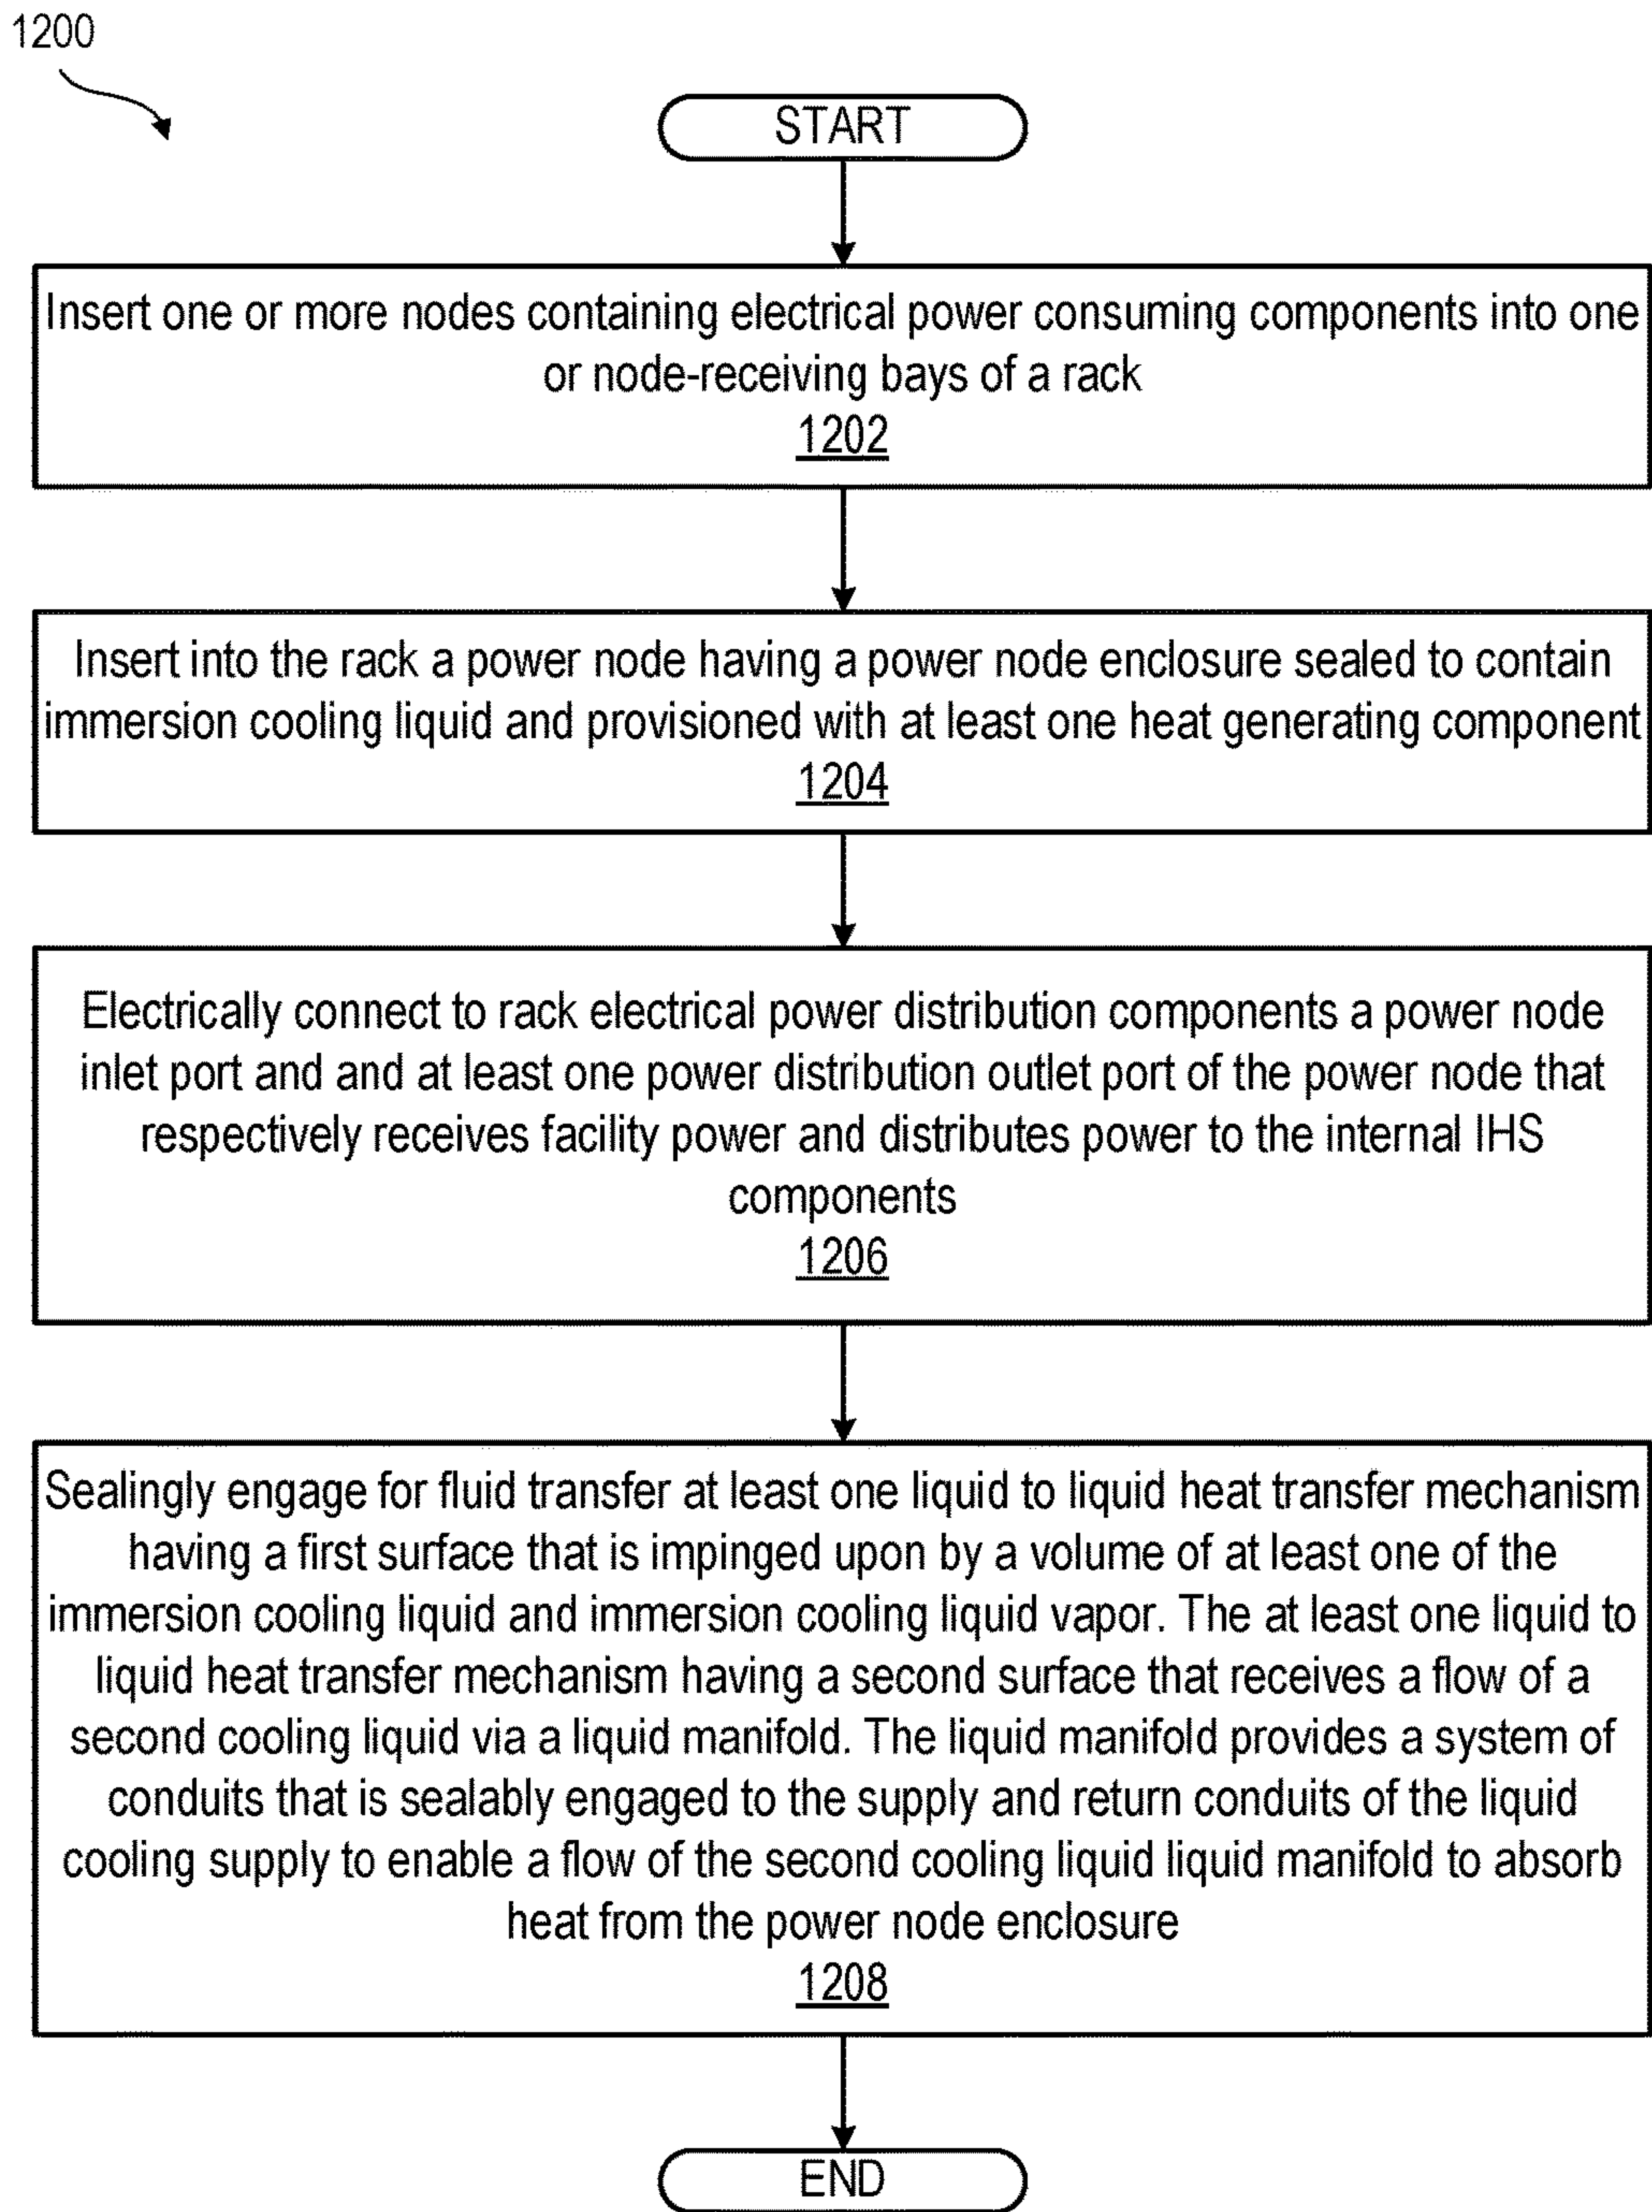 1200
START
Insert one or more nodes containing electrical power consuming components into one
or node-receiving bays of a rack
1202
Insert into the rack a power node having a power node enclosure sealed to contain
immersion cooling liquid and provisioned with at least one heat generating component
1204
Electrically connect to rack electrical power distribution components a power node
inlet port and and at least one power distribution outlet port of the power node that
respectively receives facility power and distributes power to the internal IHS
components
1206
Sealingly engage for fluid transfer at least one liquid to liquid heat transfer mechanism
having a first surface that is impinged upon by a volume of at least one of the
immersion cooling liquid and immersion cooling liquid vapor. The at least one liquid to
liquid heat transfer mechanism having a second surface that receives a flow of a
second cooling liquid via a liquid manifold. The liquid manifold provides a system of
conduits that is sealably engaged to the supply and return conduits of the liquid
cooling supply to enable a flow of the second cooling liquid liquid manifold to absorb
heat from the power node enclosure
1208
END